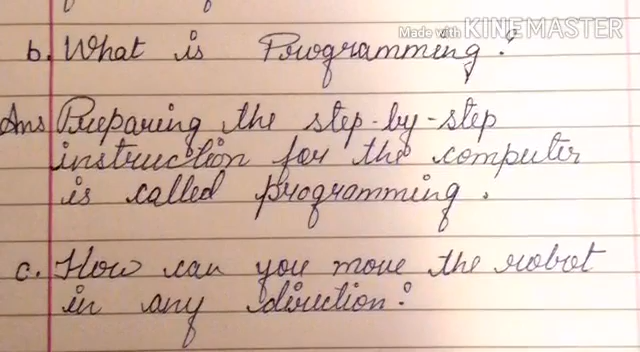 Made with KINEMASTER
b. What is Programming?
Ans Preparing the step-by-step
instruction for the computer
is called programming.
c. How can you move the robot
in any direction?